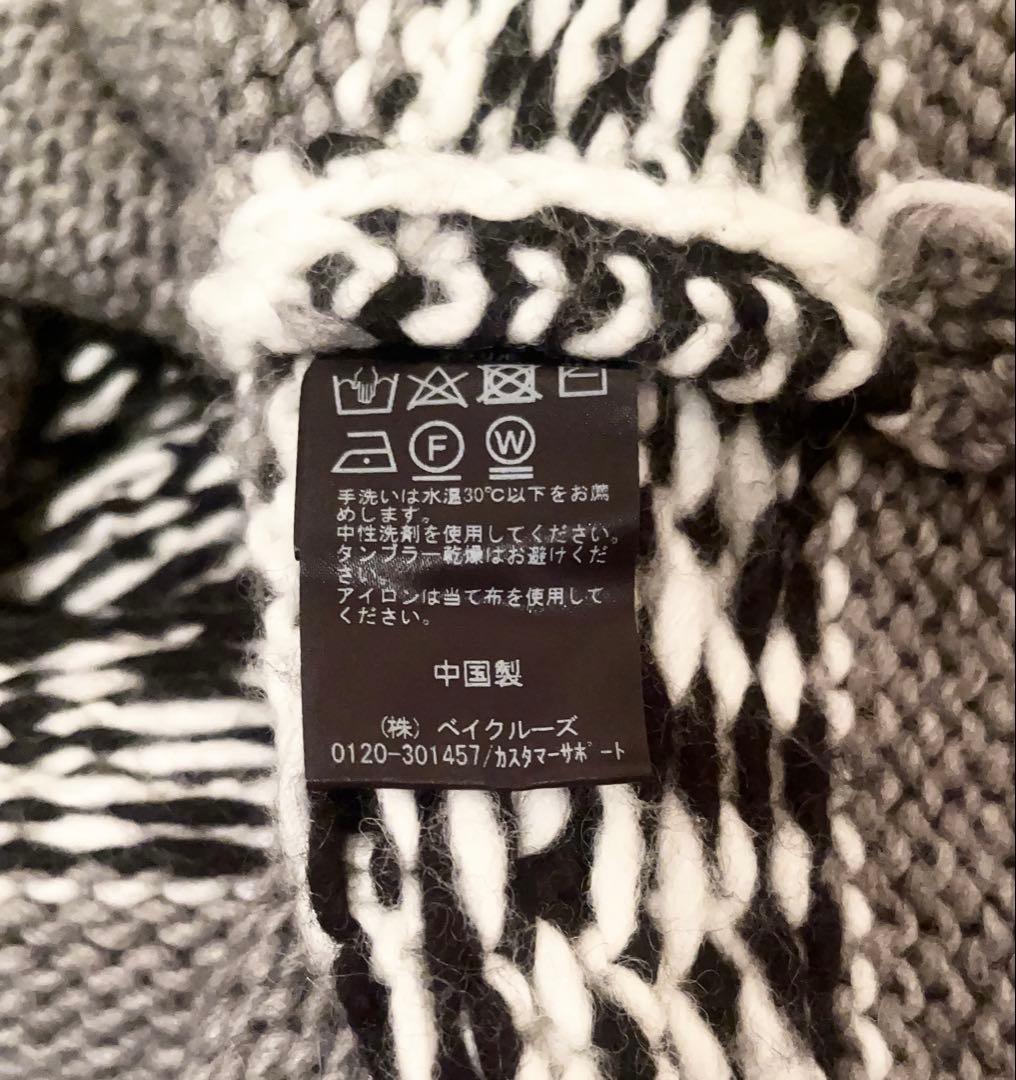 F W
手洗いは水温30℃以下をお薦
めします。
中性洗剤を使用してください。
タンブラー乾燥はお避けくだ
さい。
アイロンは当て布を使用して
ください。
中国製
(株) ベイクルーズ
0120-301457/ｶｽﾀﾏｰｻﾎﾟｰﾄ